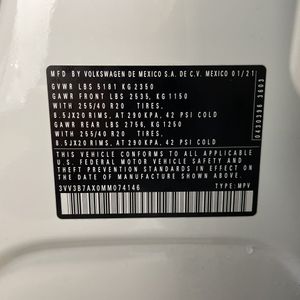 MFD BY VOLKSWAGEN DE MEXICO S.A. DE C.V. MEXICO 01/21
GVWR LBS 5181 KG 2350
GAWR FRONT LBS 2535, KG 1150
WITH 255/40 R20 TIRES,
8.5JX20 RIMS, AT 290 KPA, 42 PSI COLD
GAWR REAR LBS 2756, KG 1250
WITH 255/40 R20 TIRES,
8.5JX20 RIMS, AT 290 KPA, 42 PSI COLD
THIS VEHICLE CONFORMS TO ALL APPLICABLE
U.S. FEDERAL MOTOR VEHICLE SAFETY AND
THEFT PREVENTION STANDARDS IN EFFECT ON THE
DATE OF MANUFACTURE SHOWN ABOVE.
3VV3B7AX0MM074146 TYPE: MPV
0430336 3603